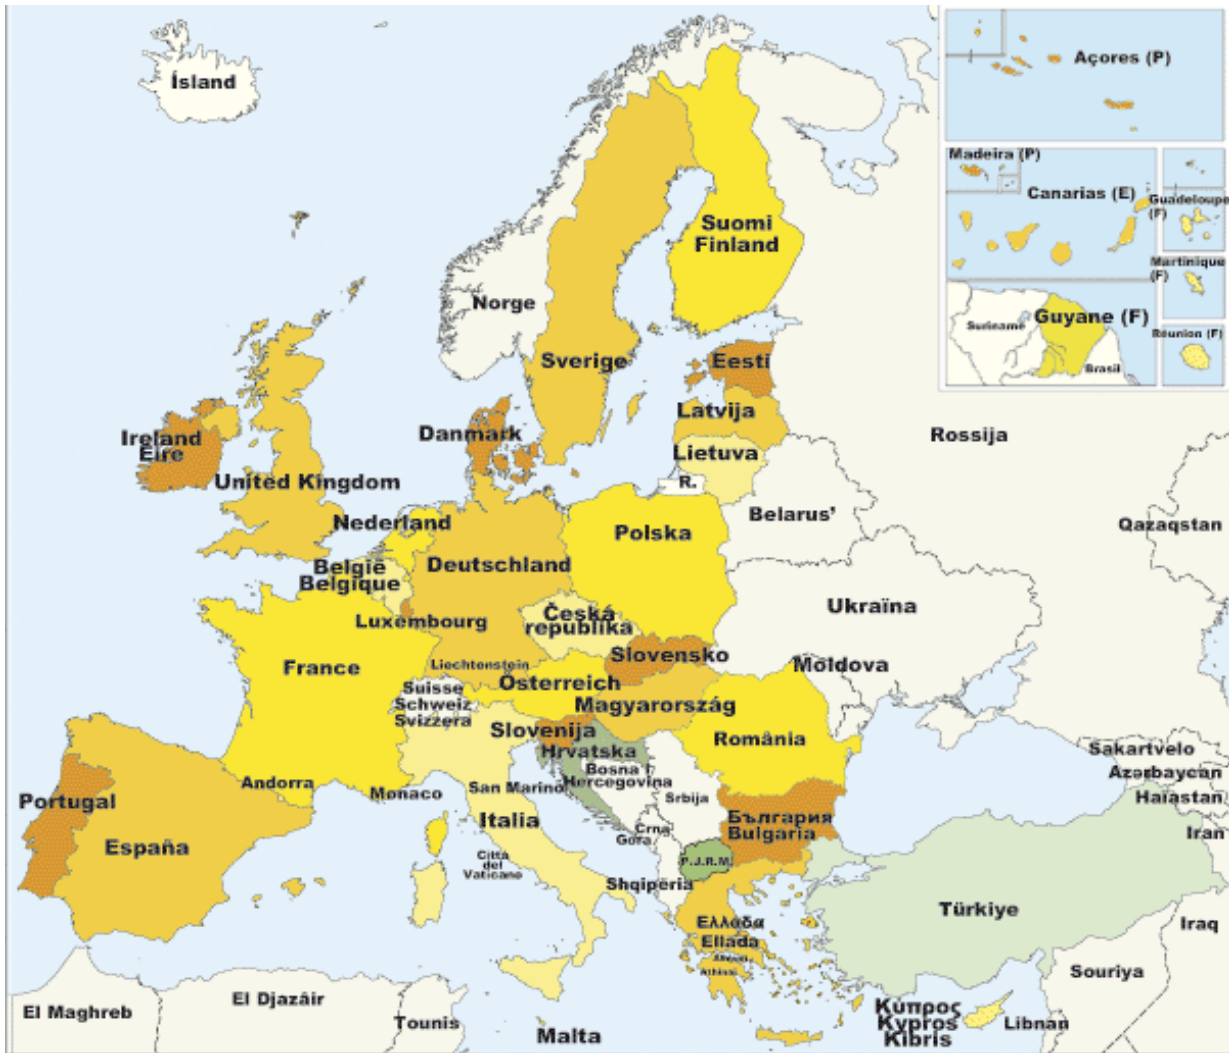 Ísland
Açores (P)
Madeira (P)
Canarias (E)
Guadeloupe
(F)
Martinique
(F)
Guyane (F)
Suriname
Brasil
Réunion (F)
Suomi
Finland
Norge
Sverige
Eesti
Latvija
Lietuva
R.
Danmark
Ireland
Eire
United Kingdom
Nederland
België
Belgique
Deutschland
Luxembourg
Polska
Belarus'
Rossija
Qazaqstan
Ukraïna
Moldova
Česká
republika
Slovensko
Liechtenstein
Österreich
Magyarország
France
Suisse
Schweiz
Svizzera
Slovenija
Hrvatska
Bosna I
Hercegovina
Srbija
România
Crna
Gora
България
Bulgaria
P.J.R.M.
Shqipëria
Andorra
Monaco
San Marino
Italia
Città
del
Vaticano
Portugal
España
Ελλάδα
Ellada
Athinai
Sakartvelo
Azərbaycan
Haïastan
Iran
Türkiye
Iraq
Souriya
Libnan
Κύπρος
Kypros
Kibris
Malta
El Maghreb
El Djazâir
Tounis